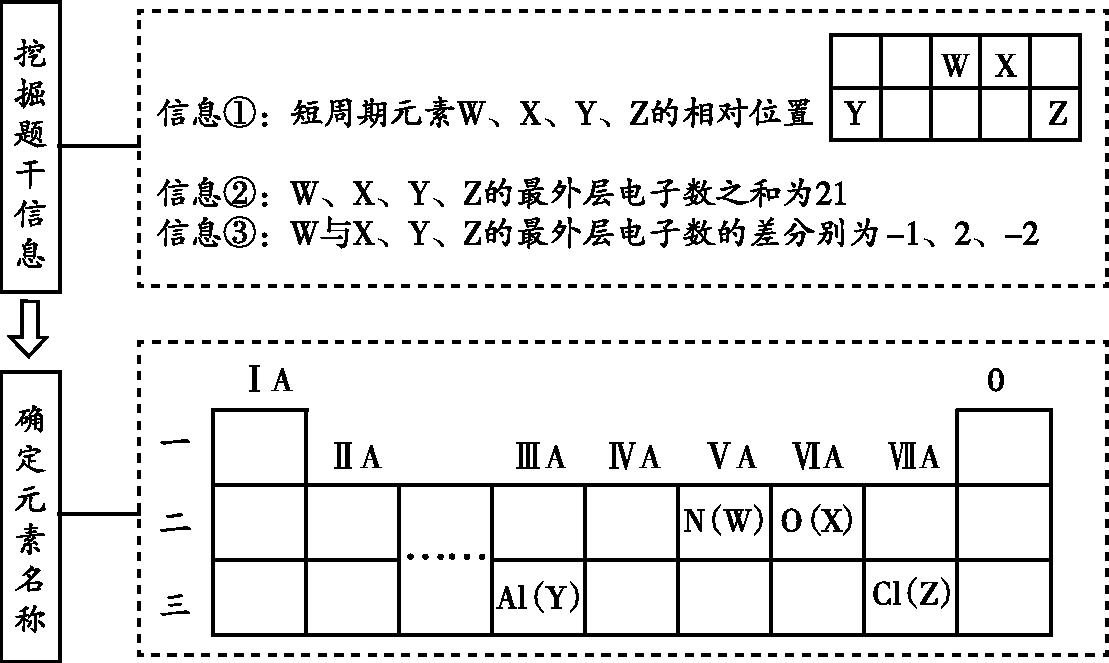 挖掘题干信息
W X
信息①：短周期元素W、X、Y、Z的相对位置
Y Z
信息②：W、X、Y、Z的最外层电子数之和为21
信息③：W与X、Y、Z的最外层电子数的差分别为–1、2、–2
确定元素名称
ⅠA 0
一
ⅡA ⅢA ⅣA ⅤA ⅥA ⅦA
二 N(W) O(X)
……
三 Al(Y) Cl(Z)